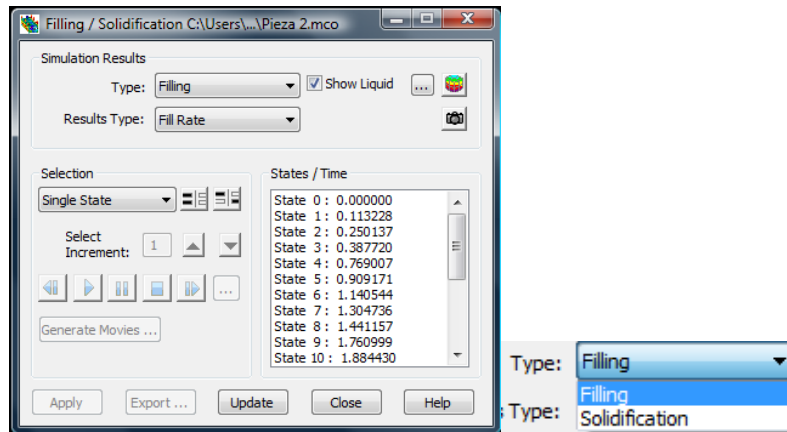 Filling / Solidification C:\Users\...\Pieza 2.mco
Simulation Results
Type: Filling Show Liquid ...
Results Type: Fill Rate
Selection
Single State
Select
Increment: 1
...
Generate Movies ...
States / Time
State 0 : 0.000000
State 1 : 0.113228
State 2 : 0.250137
State 3 : 0.387720
State 4 : 0.769007
State 5 : 0.909171
State 6 : 1.140544
State 7 : 1.304736
State 8 : 1.441157
State 9 : 1.760999
State 10 : 1.884430
Apply Export ... Update Close Help
Type: Filling
Filling
Type: Solidification